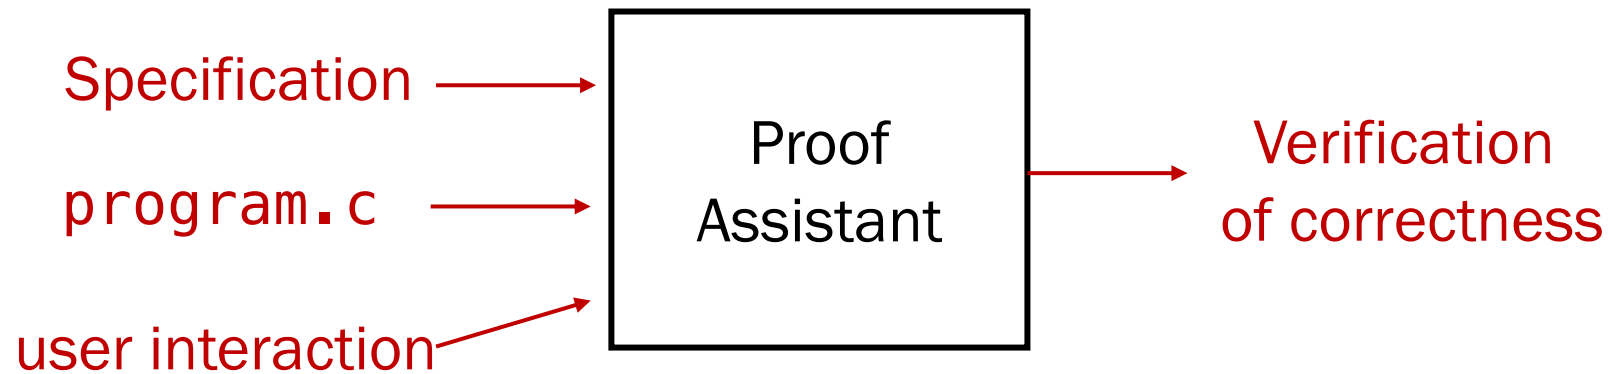 Specification
program.c
user interaction
Proof
Assistant
Verification
of correctness